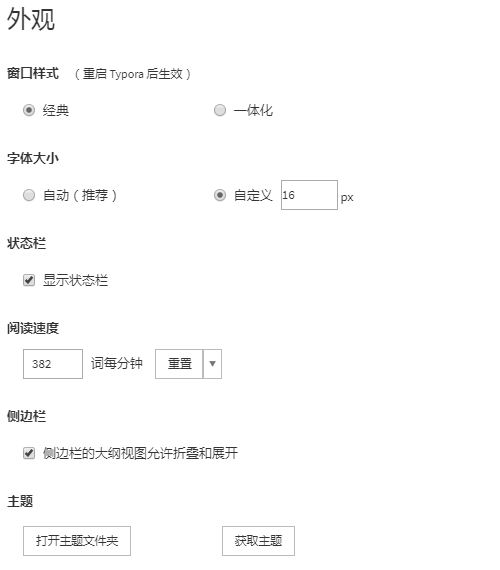 外观
窗口样式 （重启 Typora 后生效）
经典 一体化
字体大小
自动（推荐） 自定义 16 px
状态栏
显示状态栏
阅读速度
382 词每分钟 重置
侧边栏
侧边栏的大纲视图允许折叠和展开
主题
打开主题文件夹 获取主题